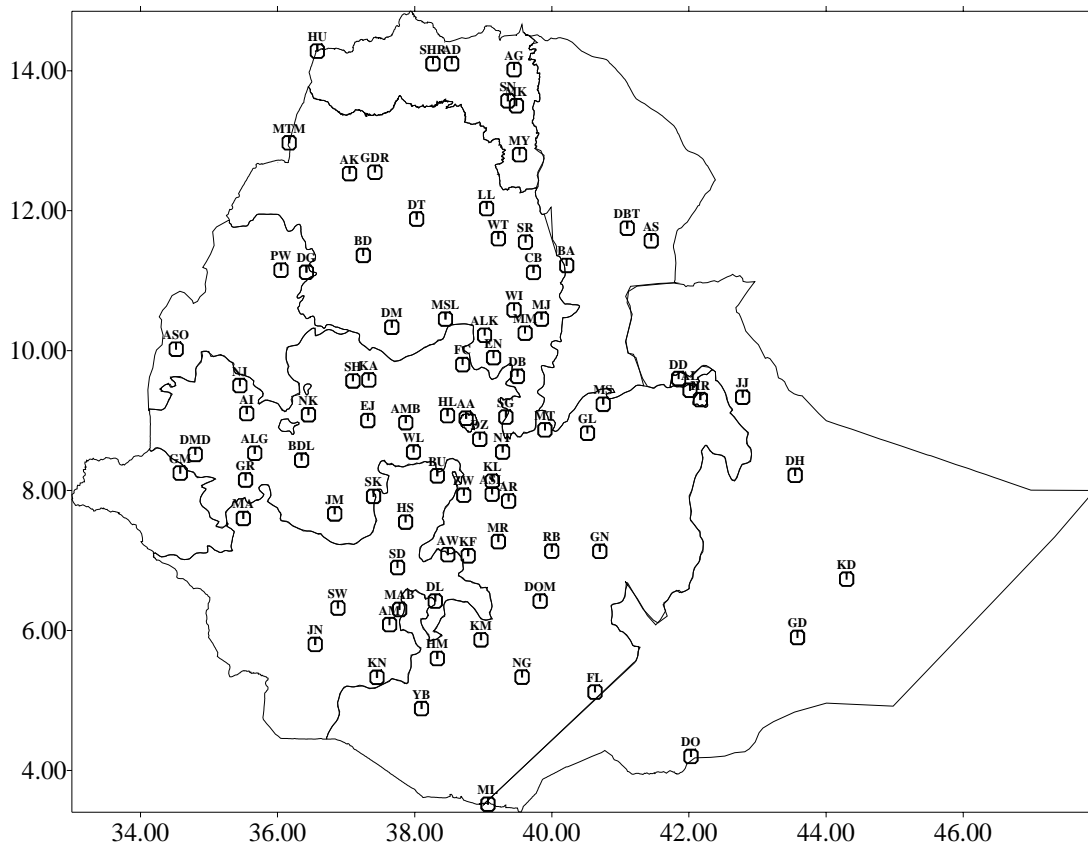 HU
SHR AD
14.00
AG
SN
MK
MTM
MY
AK GDR
12.00
LL
DT
DBT
WT SR
AS
BD
BA
PW DG
CB
WI
DM
MSL
MJ
ALK
MM
ASO
10.00
EN
FC
DB
SH KA
DD
AL
NJ
HR JJ
MS
AI
NK
EJ
AMB
HL AA
SG
MT
GL
DZ
DMD
ALG
BDL
WL
NT
GM
GR
BU
KL
DH
8.00
SK
ZW
ASL
AR
JM
MA
HS
MR
AW KF
RB
GN
SD
KD
SW
MAB
DL
DOM
AM
6.00
JN
HM
KM
GD
KN
NG
FL
YB
4.00
DO
MI
34.00 36.00 38.00 40.00 42.00 44.00 46.00